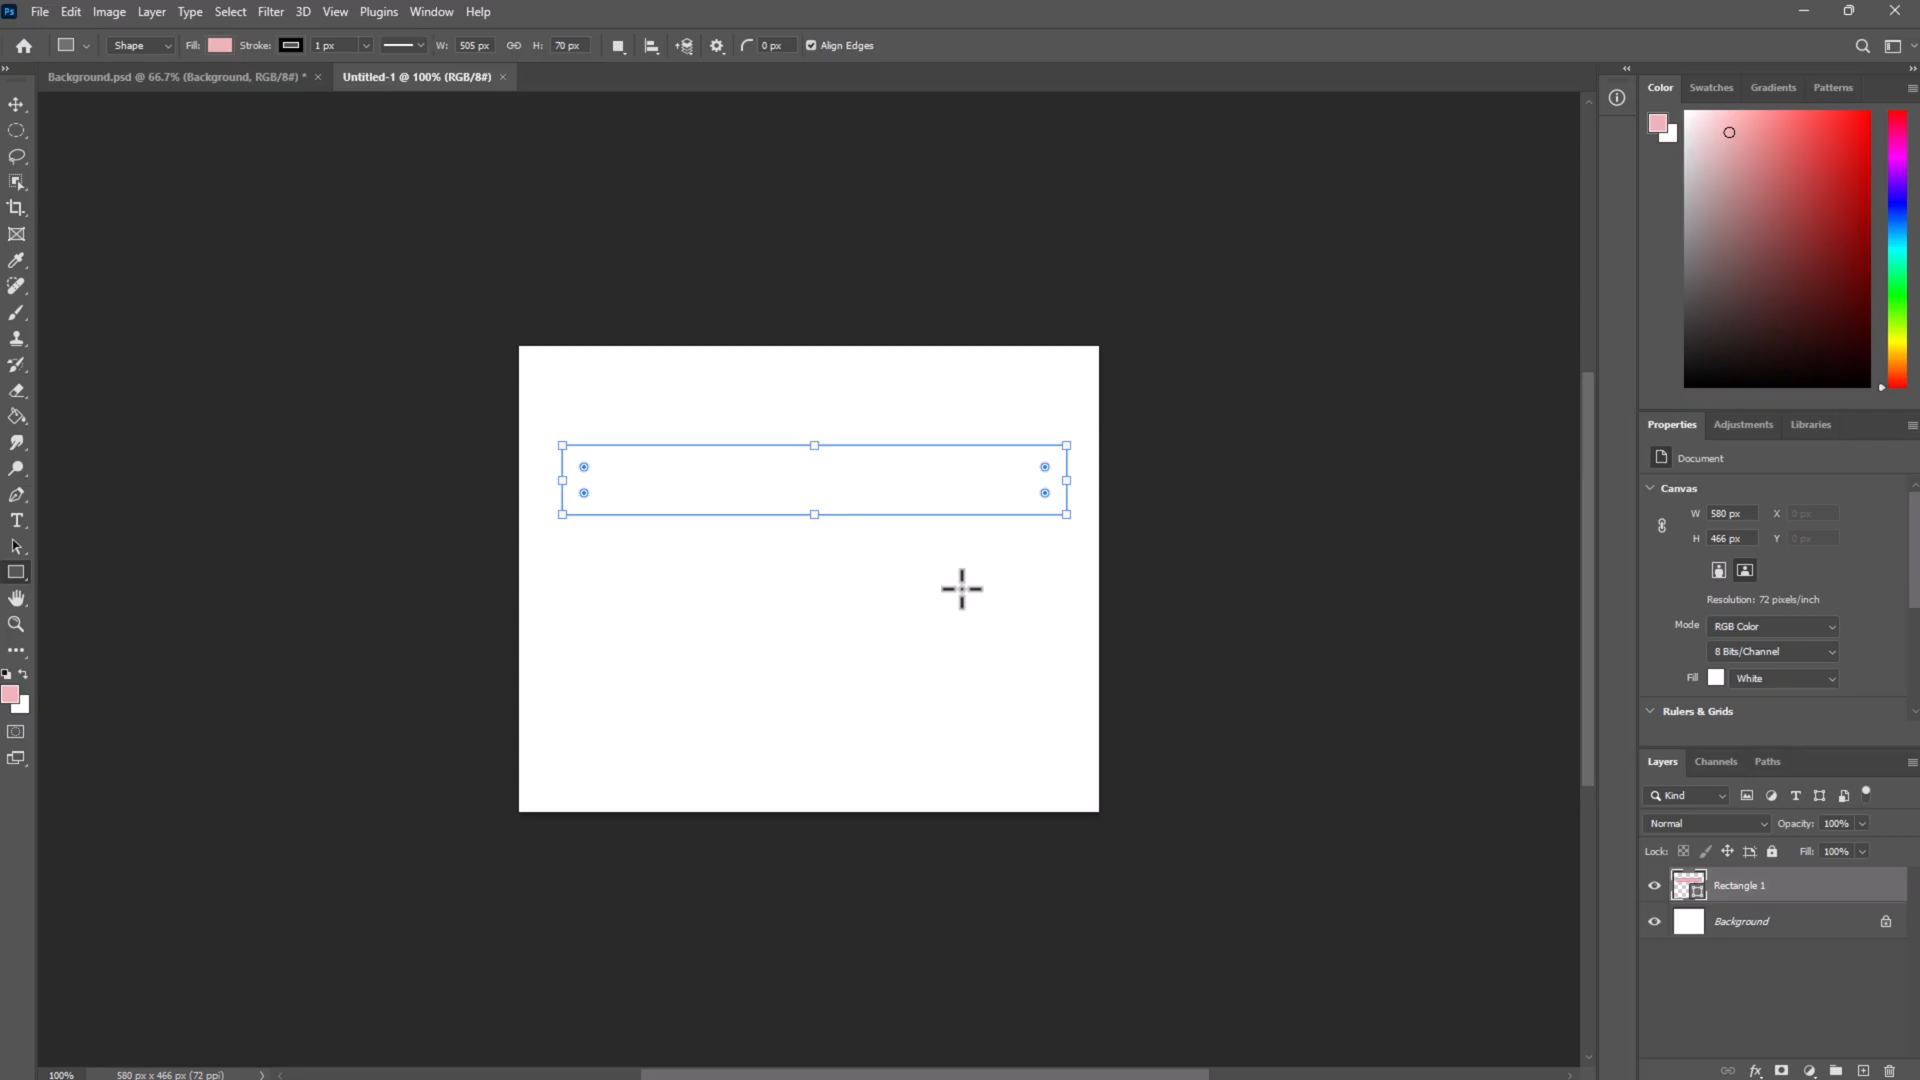 Ps File Edit Image Layer Type Select Filter 3D View Plugins Window Help
Shape Fill: Stroke: 1 px W: 505 px H: 70 px 0 px Align Edges
Background.psd @ 66.7% (Background, RGB/8#) * × Untitled-1 @ 100% (RGB/8#) ×
Color Swatches Gradients Patterns
Properties Adjustments Libraries
Document
Canvas
W 580 px X 0 px
H 466 px Y 0 px
Resolution: 72 pixels/inch
Mode RGB Color
8 Bits/Channel
Fill White
Rulers & Grids
Layers Channels Paths
Kind
Normal Opacity: 100%
Lock: Fill: 100%
Rectangle 1
Background
fx
100% 580 px x 466 px (72 ppi)